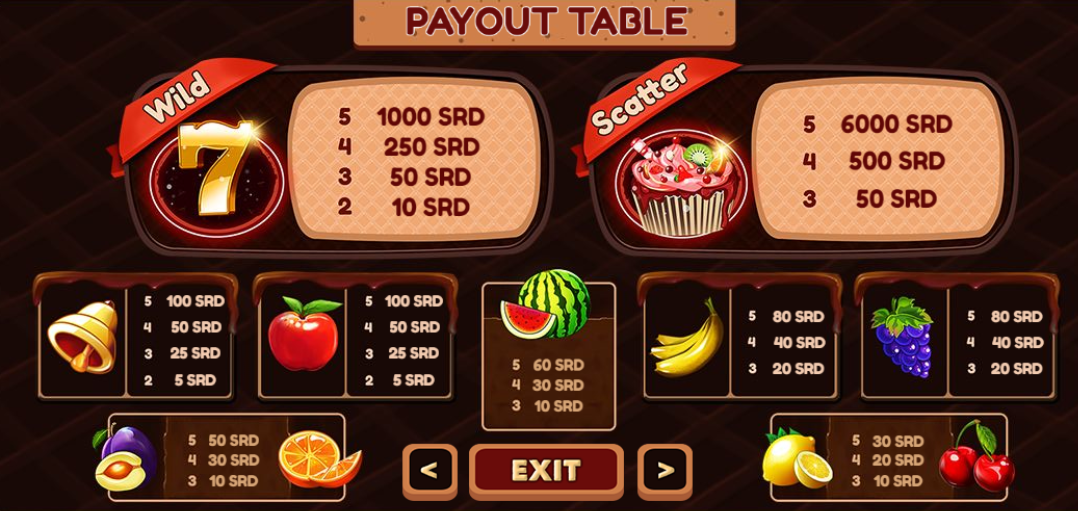 PAYOUT TABLE
Wild
5 1000 SRD
4 250 SRD
3 50 SRD
2 10 SRD
Scatter
5 6000 SRD
4 500 SRD
3 50 SRD
5 100 SRD
4 50 SRD
3 25 SRD
2 5 SRD
5 100 SRD
4 50 SRD
3 25 SRD
2 5 SRD
5 60 SRD
4 30 SRD
3 10 SRD
5 80 SRD
4 40 SRD
3 20 SRD
5 80 SRD
4 40 SRD
3 20 SRD
5 50 SRD
4 30 SRD
3 10 SRD
< EXIT >
5 30 SRD
4 20 SRD
3 10 SRD